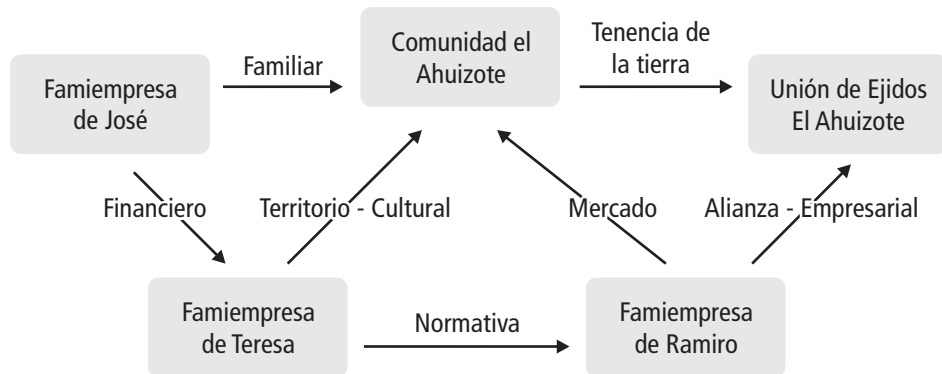 Famiempresa
de José
Familiar
Comunidad el
Ahuizote
Tenencia de
la tierra
Unión de Ejidos
El Ahuizote
Financiero
Territorio - Cultural
Mercado
Alianza - Empresarial
Famiempresa
de Teresa
Normativa
Famiempresa
de Ramiro